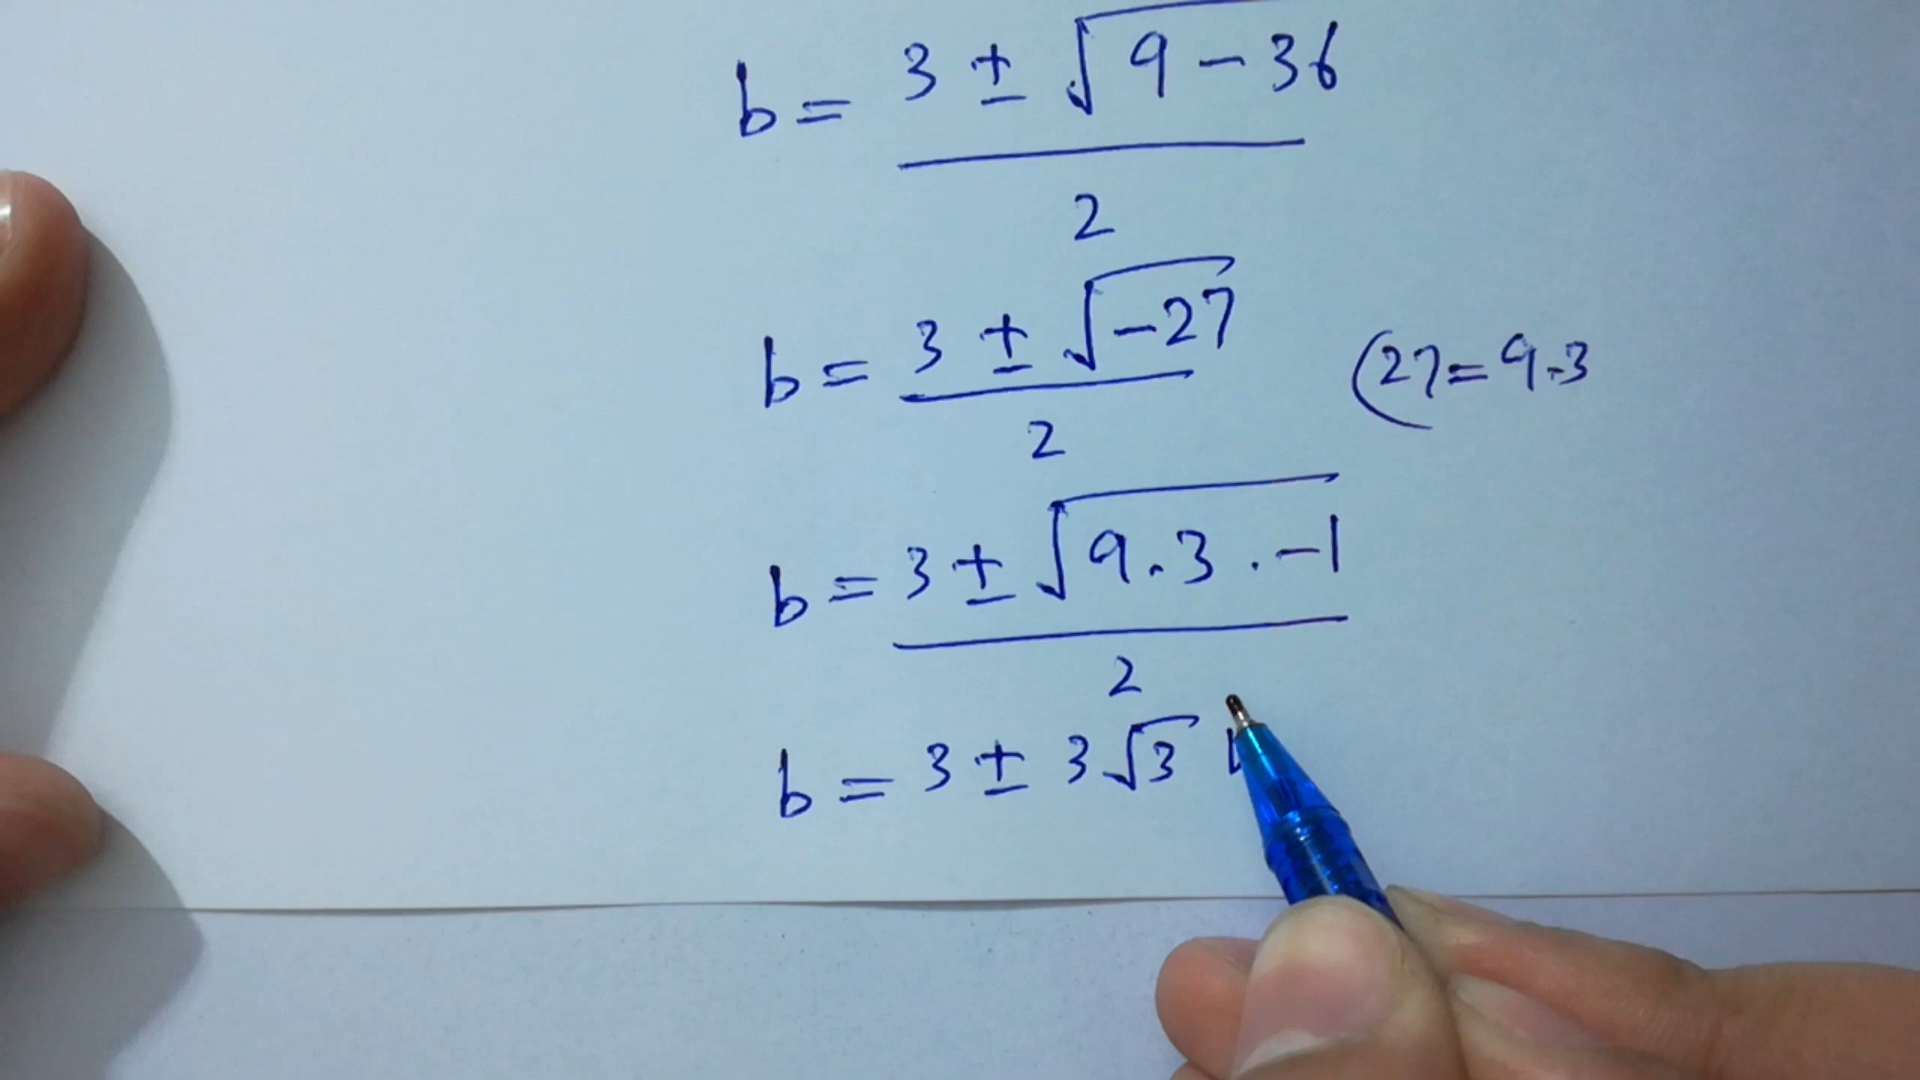 b = 3 ± √9 - 36
2
b = 3 ± √-27
2
(27 = 9.3
b = 3 ± √9.3.-1
2
b = 3 ± 3√3